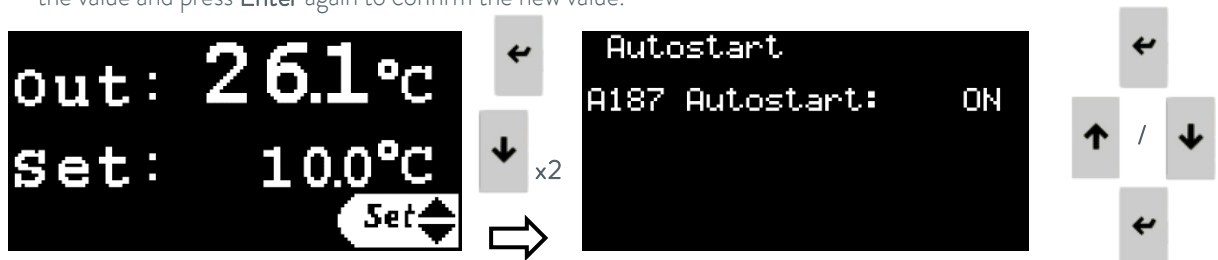 the value and press Enter again to confirm the new value.
out: 26.1°C
Set: 10.0°C
Set
x2
Autostart
A187 Autostart: ON
/